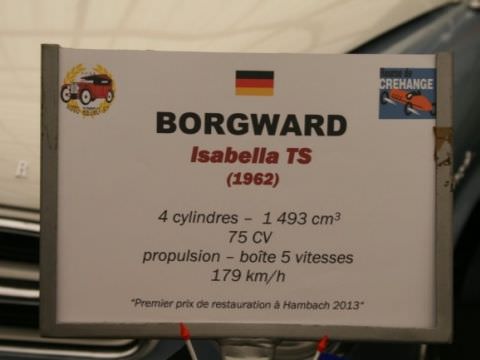 CREHANGE
BORGWARD
Isabella TS
(1962)
4 cylindres – 1 493 cm³
75 CV
propulsion – boîte 5 vitesses
179 km/h
"Premier prix de restauration à Hambach 2013"